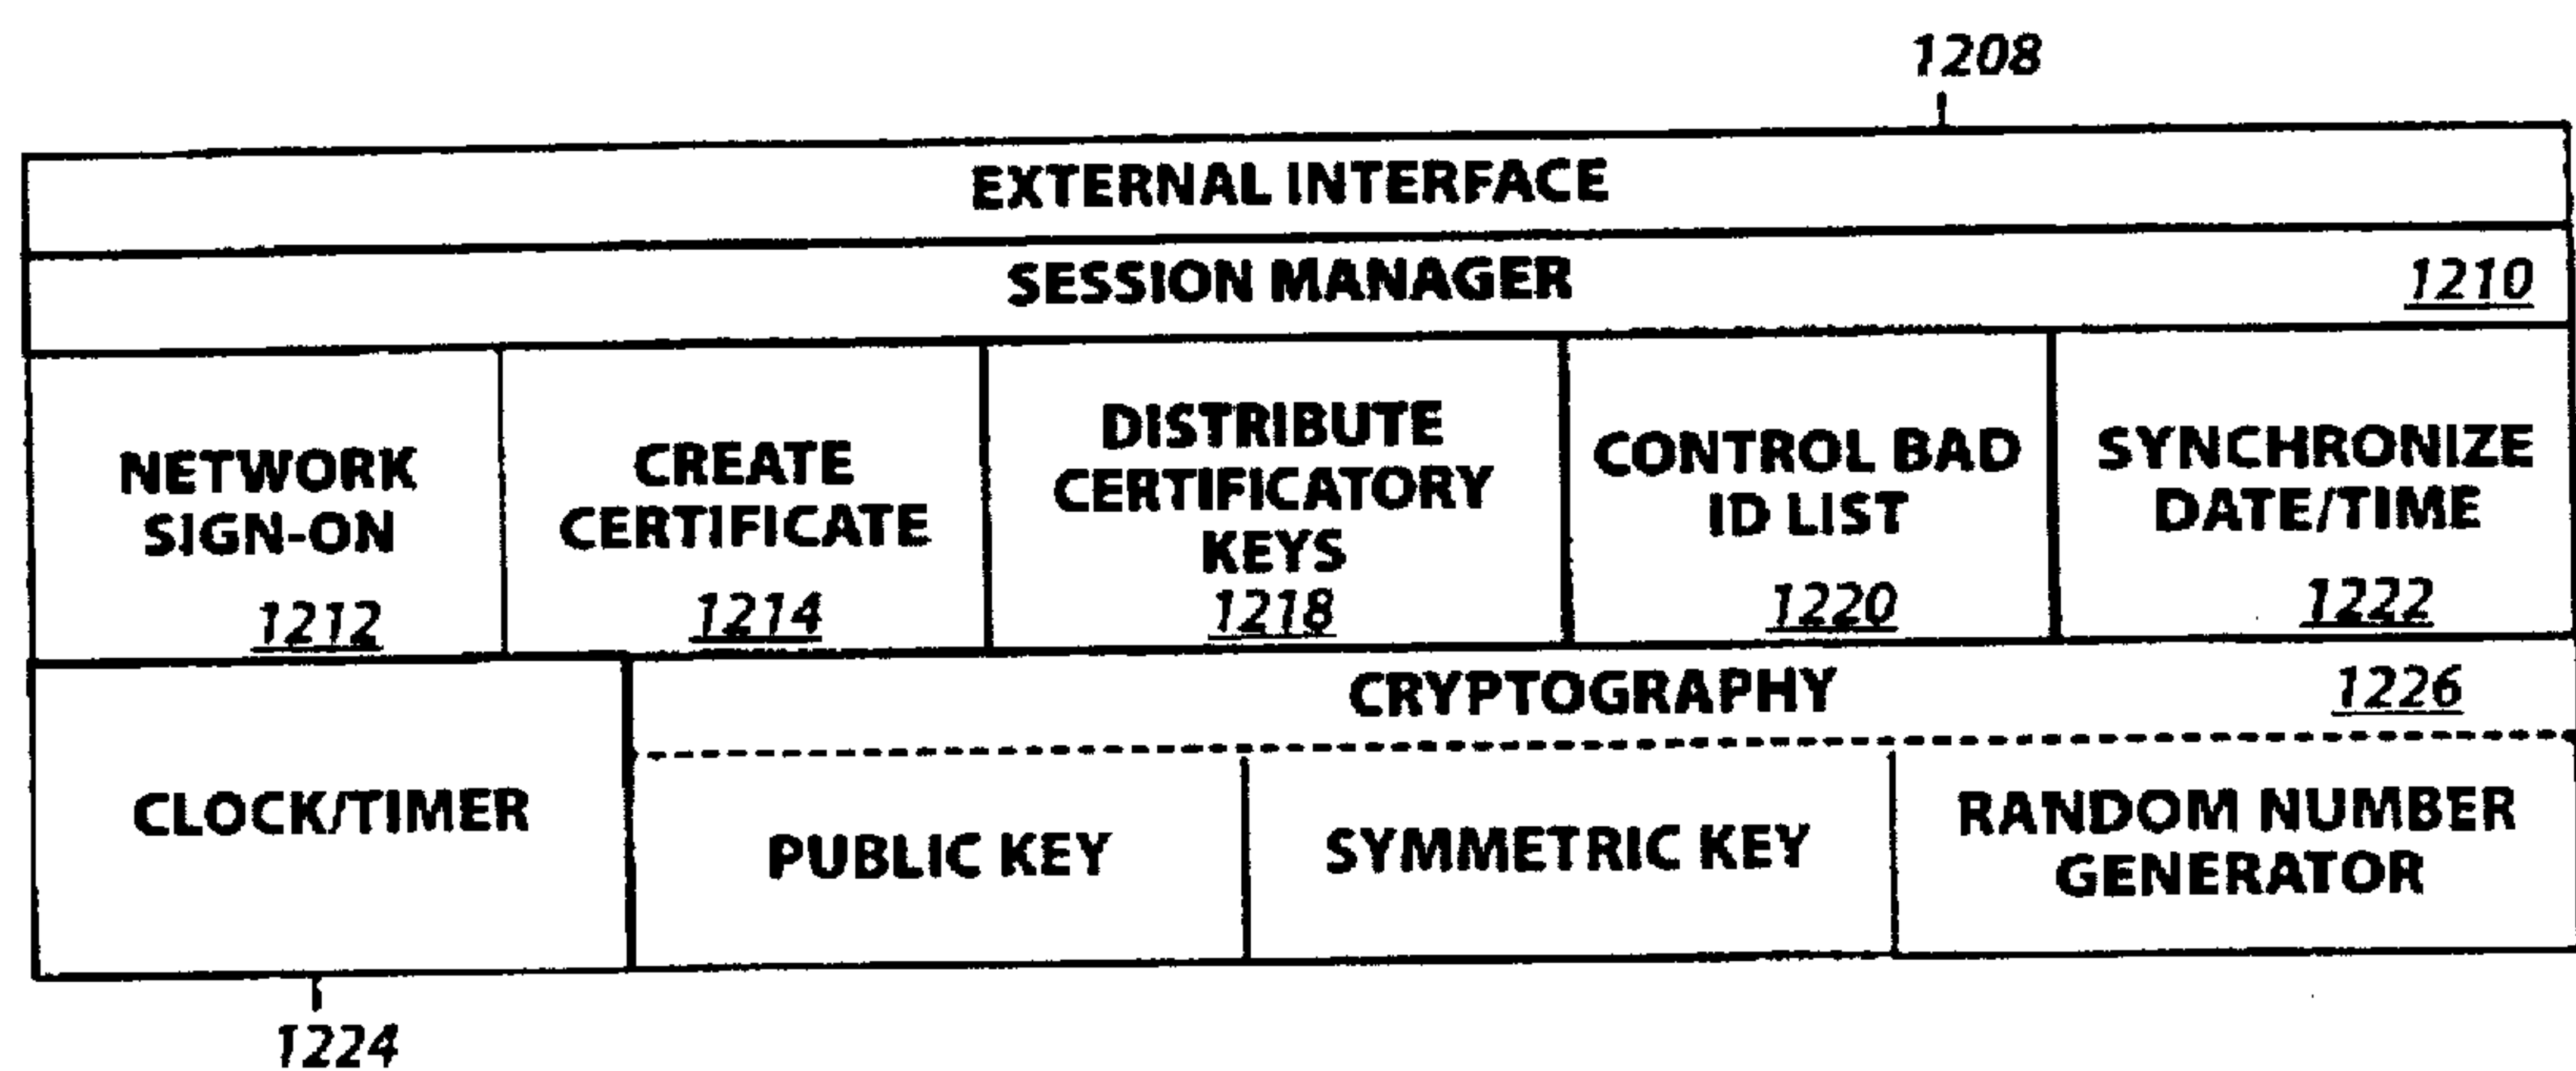 1208
EXTERNAL INTERFACE
SESSION MANAGER 1210
NETWORK
SIGN-ON
1212
CREATE
CERTIFICATE
1214
DISTRIBUTE
CERTIFICATORY
KEYS
1218
CONTROL BAD
ID LIST
1220
SYNCHRONIZE
DATE/TIME
1222
CLOCK/TIMER
CRYPTOGRAPHY 1226
PUBLIC KEY
SYMMETRIC KEY
RANDOM NUMBER
GENERATOR
1224